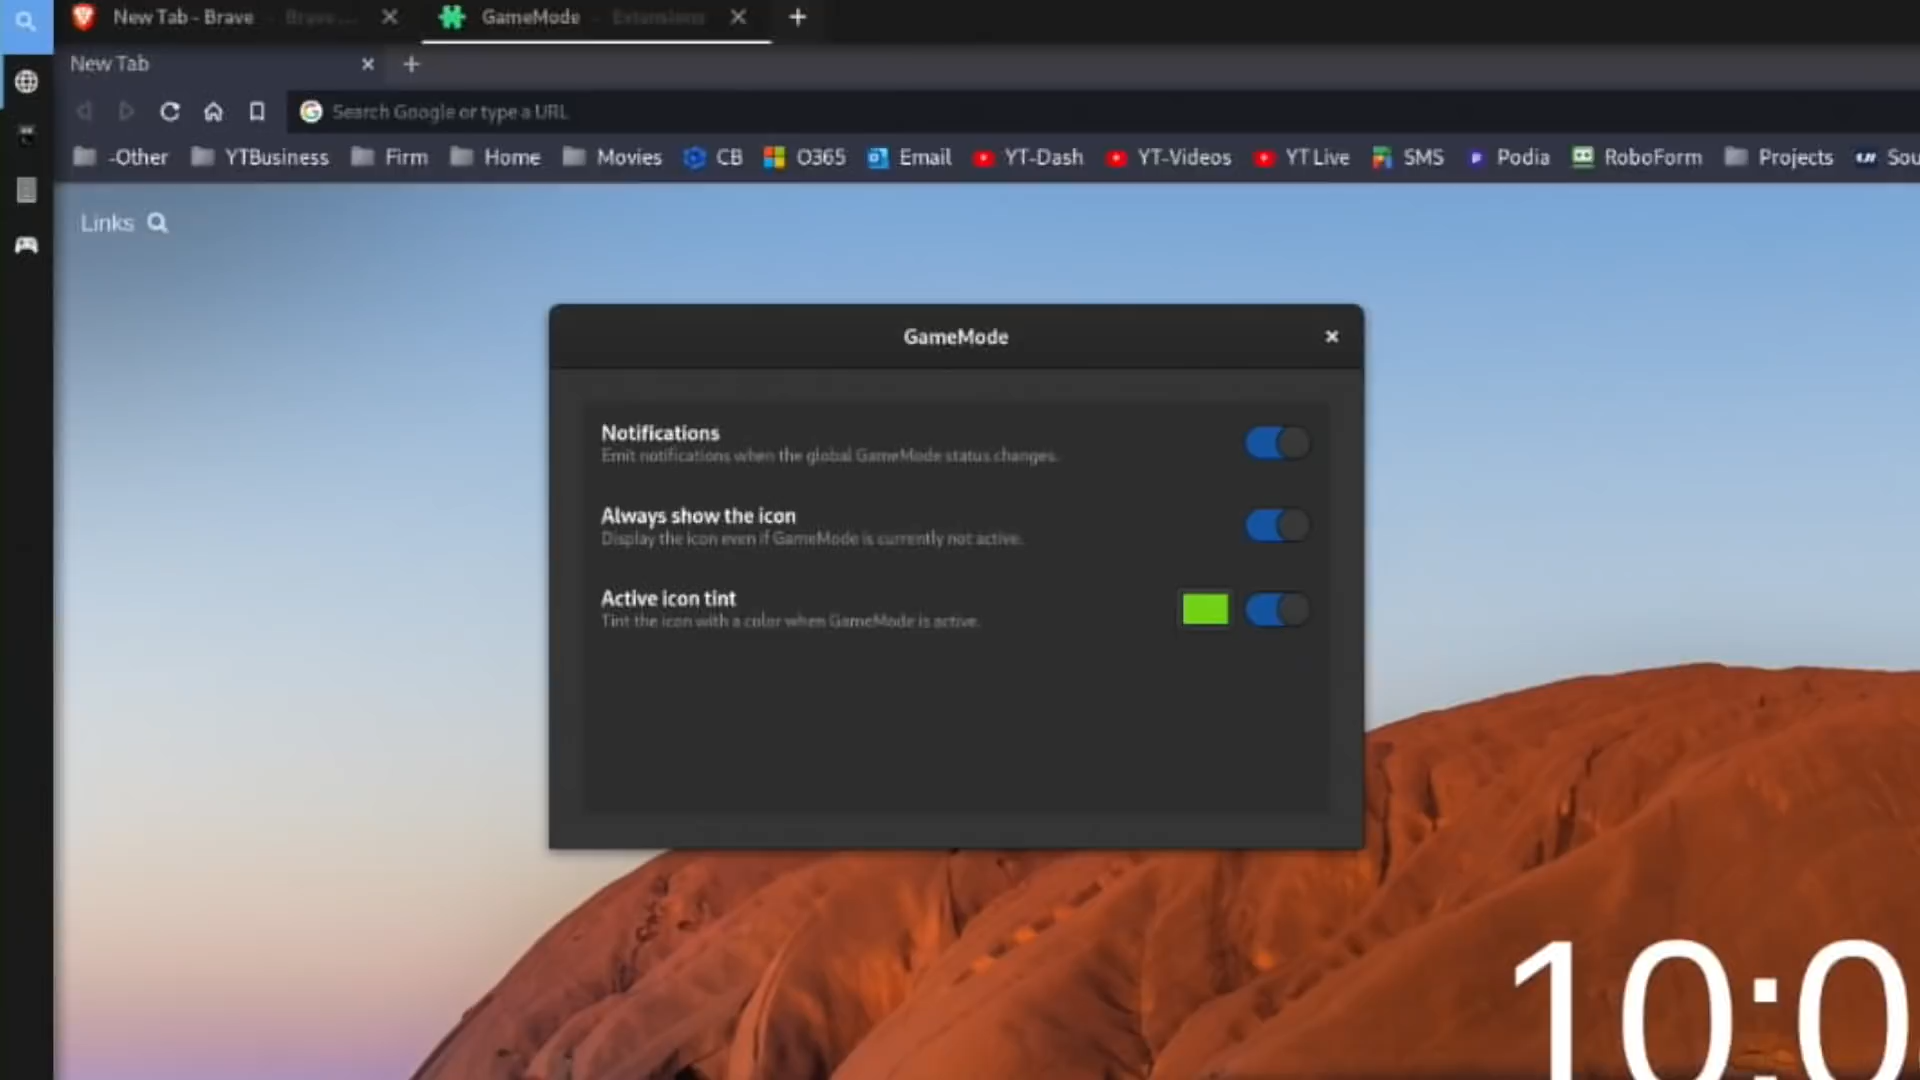 New Tab - Brave - Brave ...
GameMode - Extensions
New Tab
Search Google or type a URL
-Other YTBusiness Firm Home Movies CB O365 Email YT-Dash YT-Videos YT Live SMS Podia RoboForm Projects Sou
Links
GameMode
Notifications
Emit notifications when the global GameMode status changes.
Always show the icon
Display the icon even if GameMode is currently not active.
Active icon tint
Tint the icon with a color when GameMode is active.
10:0